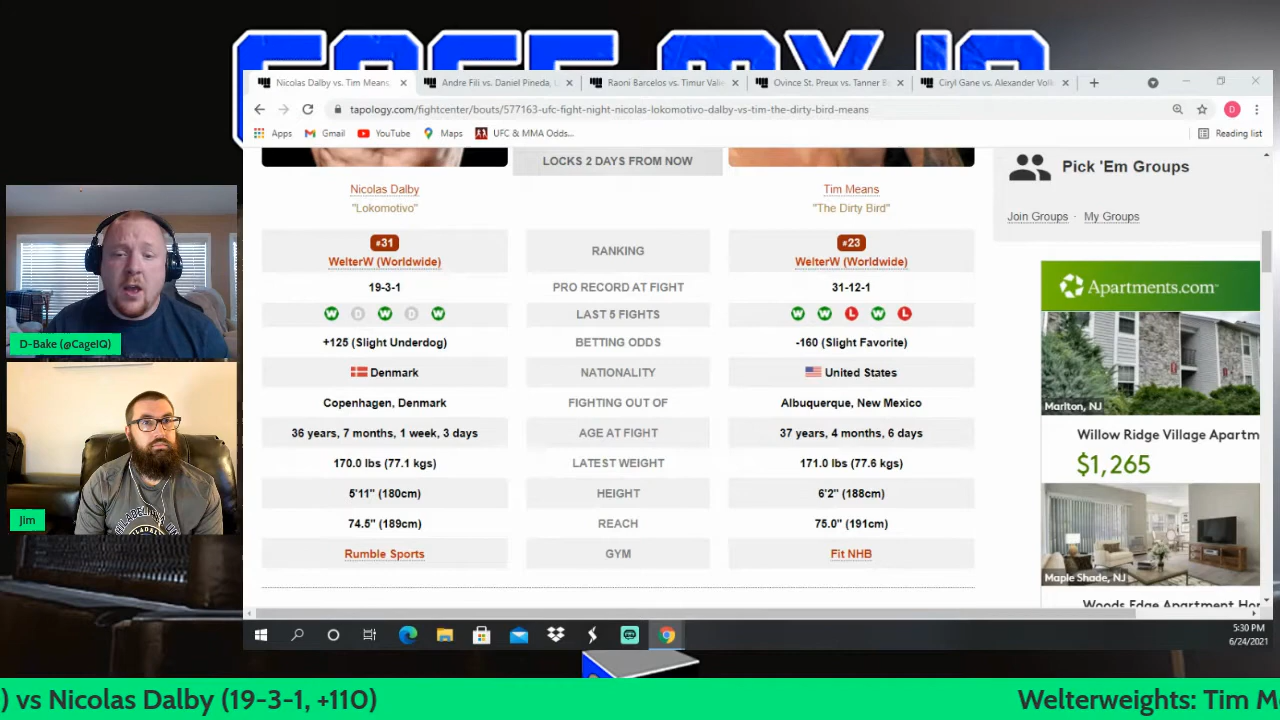 CAGE MY IQ
Nicolas Dalby vs. Tim Means
Andre Fili vs. Daniel Pineda,
Raoni Barcelos vs. Timur Vali
Ovince St. Preux vs. Tanner B
Ciryl Gane vs. Alexander Volk
tapology.com/fightcenter/bouts/577163-ufc-fight-night-nicolas-lokomotivo-dalby-vs-tim-the-dirty-bird-means
D
Apps
Gmail
YouTube
Maps
UFC & MMA Odds...
Reading list
LOCKS 2 DAYS FROM NOW
Pick 'Em Groups
Join Groups · My Groups
Nicolas Dalby
Tim Means
"Lokomotivo"
"The Dirty Bird"
#31
RANKING
#23
WelterW (Worldwide)
WelterW (Worldwide)
19-3-1
PRO RECORD AT FIGHT
31-12-1
W D W D W
LAST 5 FIGHTS
W W L W L
+125 (Slight Underdog)
BETTING ODDS
-160 (Slight Favorite)
Denmark
NATIONALITY
United States
Copenhagen, Denmark
FIGHTING OUT OF
Albuquerque, New Mexico
36 years, 7 months, 1 week, 3 days
AGE AT FIGHT
37 years, 4 months, 6 days
170.0 lbs (77.1 kgs)
LATEST WEIGHT
171.0 lbs (77.6 kgs)
5'11" (180cm)
HEIGHT
6'2" (188cm)
74.5" (189cm)
REACH
75.0" (191cm)
Rumble Sports
GYM
Fit NHB
Apartments.com
Marlton, NJ
Willow Ridge Village Apartm
$1,265
Maple Shade, NJ
Woods Edge Apartment Hor
D-Bake (@CageIQ)
Jim
5:30 PM
6/24/2021
) vs Nicolas Dalby (19-3-1, +110)
Welterweights: Tim M